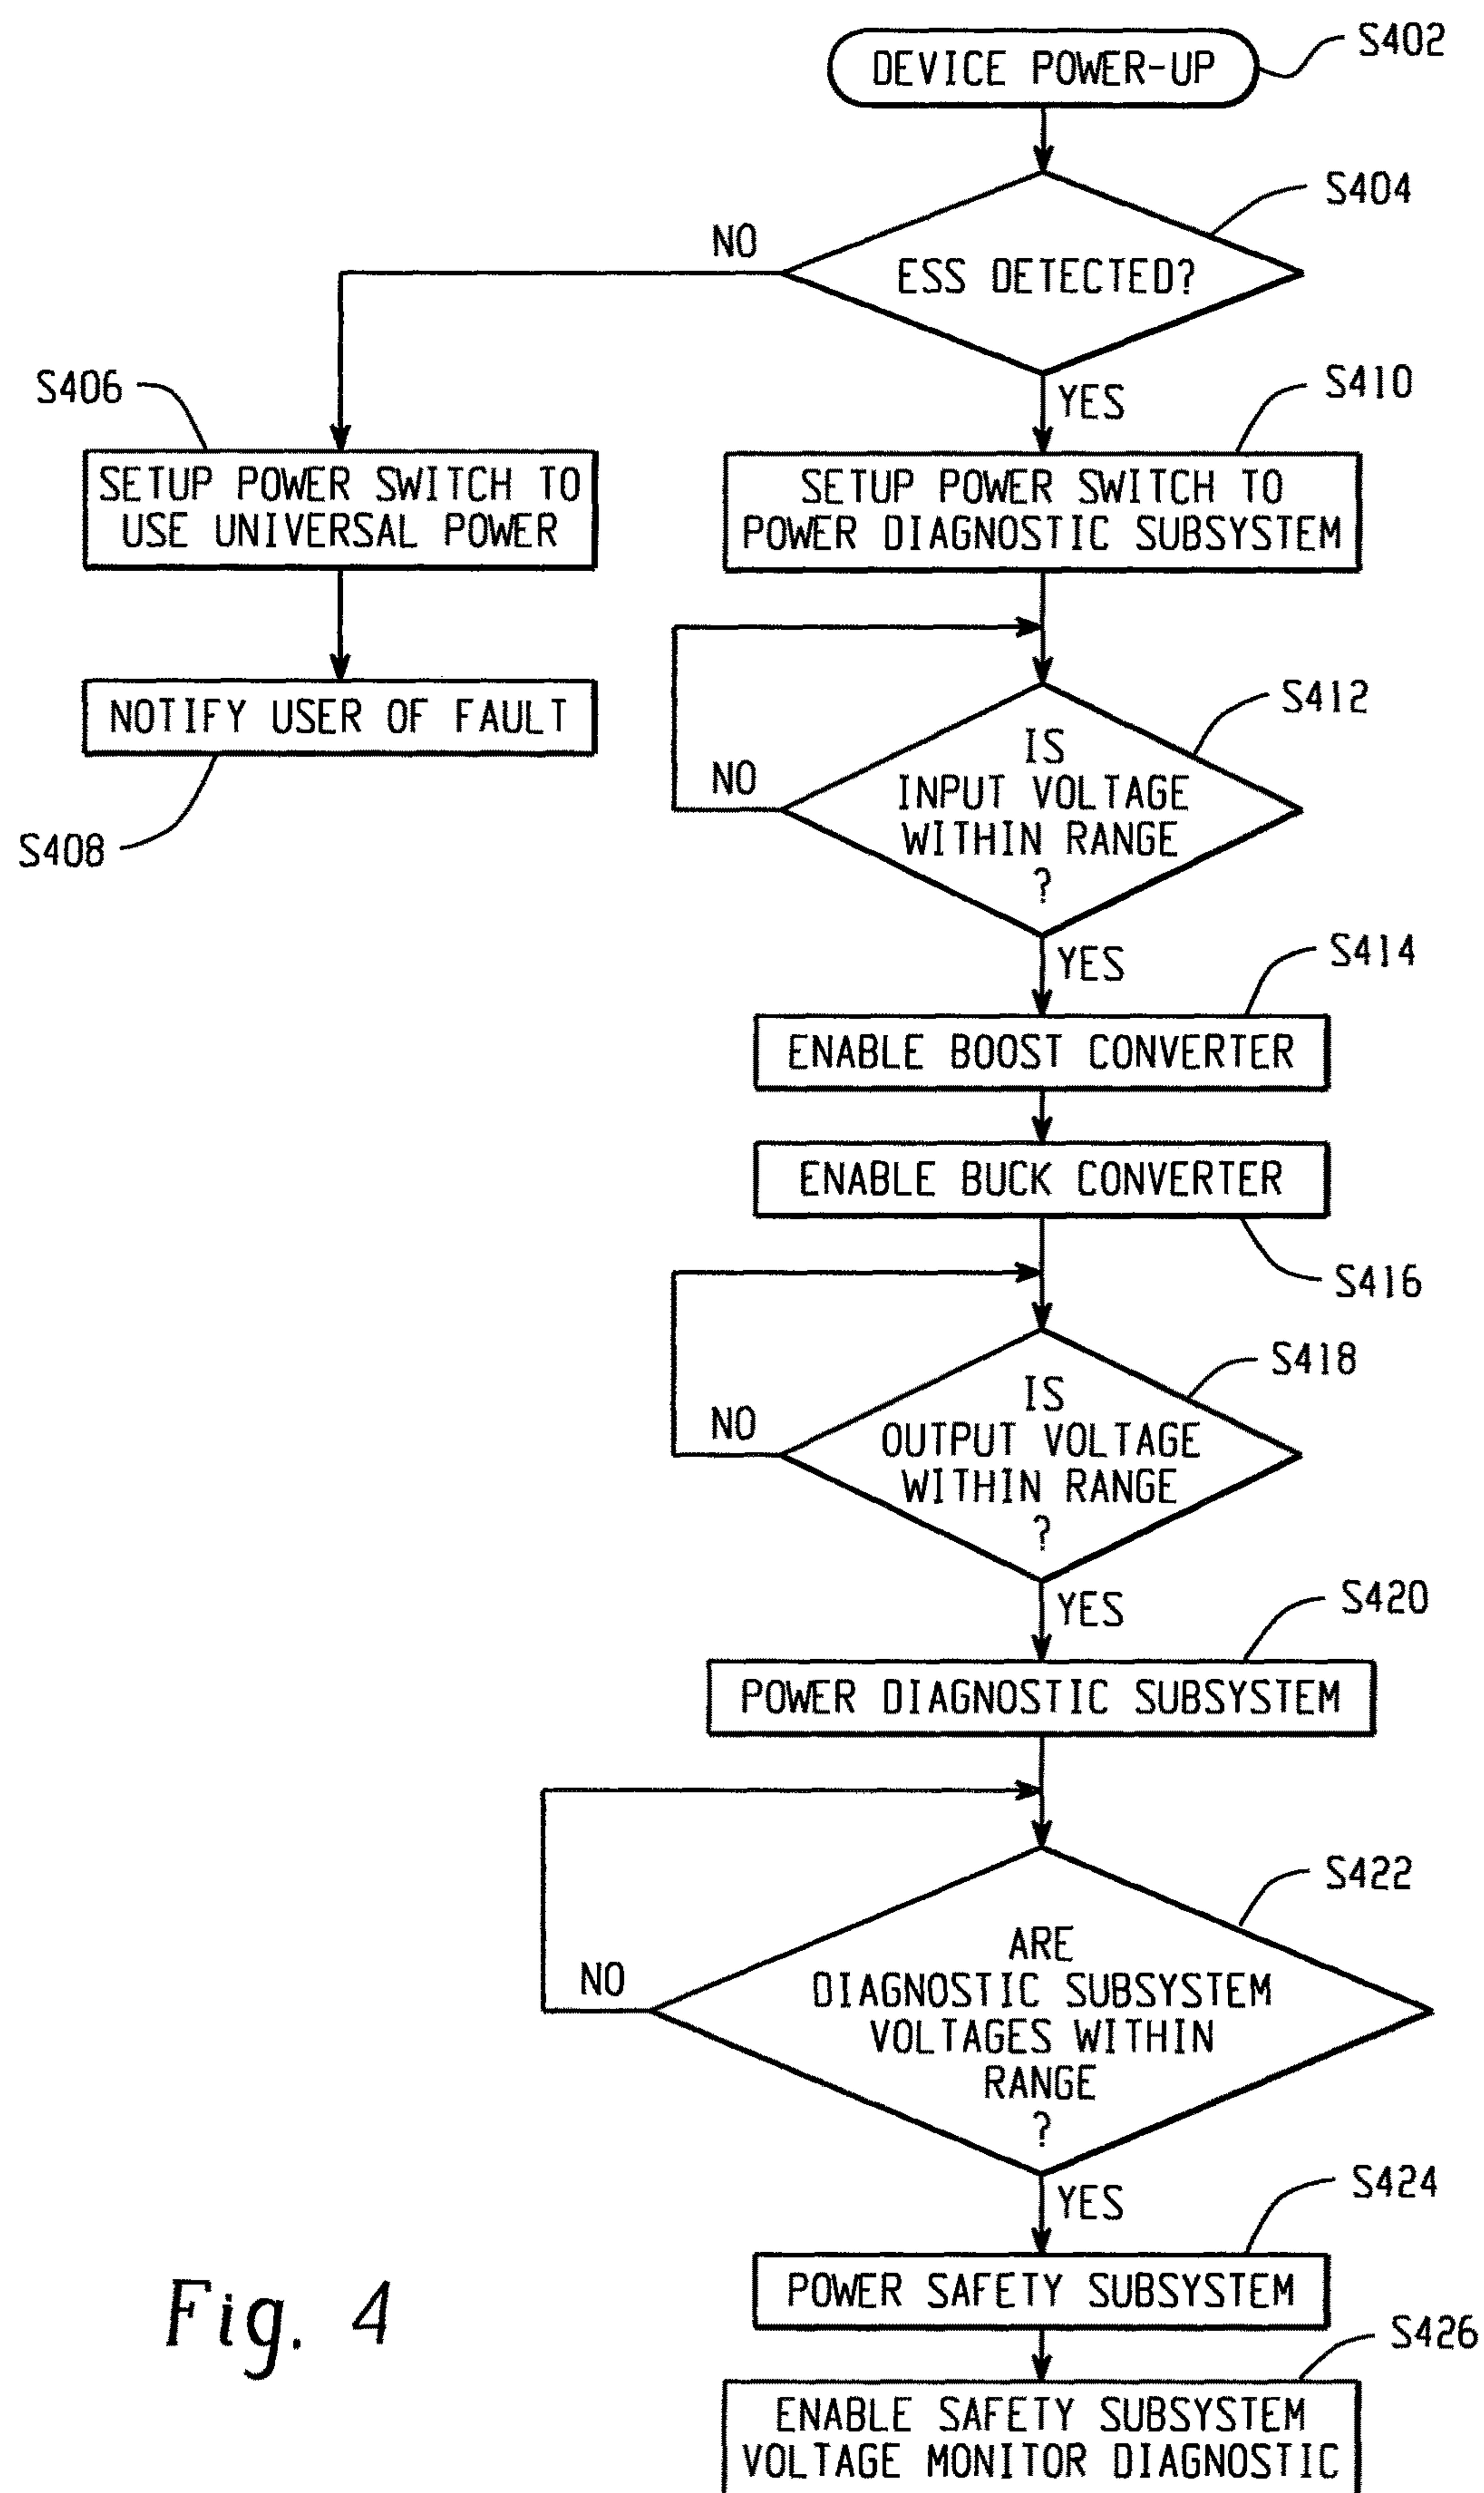 DEVICE POWER-UP
S402
S404
ESS DETECTED?
NO
YES
S406
SETUP POWER SWITCH TO
USE UNIVERSAL POWER
NOTIFY USER OF FAULT
S408
S410
SETUP POWER SWITCH TO
POWER DIAGNOSTIC SUBSYSTEM
S412
IS
INPUT VOLTAGE
WITHIN RANGE
?
NO
YES
S414
ENABLE BOOST CONVERTER
ENABLE BUCK CONVERTER
S416
S418
IS
OUTPUT VOLTAGE
WITHIN RANGE
?
NO
YES
S420
POWER DIAGNOSTIC SUBSYSTEM
S422
ARE
DIAGNOSTIC SUBSYSTEM
VOLTAGES WITHIN
RANGE
?
NO
YES
S424
POWER SAFETY SUBSYSTEM
S426
ENABLE SAFETY SUBSYSTEM
VOLTAGE MONITOR DIAGNOSTIC
Fig. 4